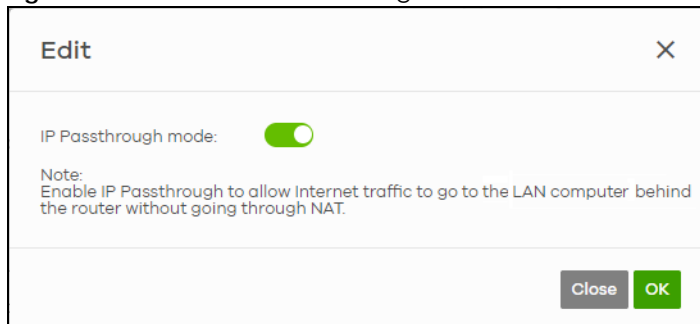 Edit
IP Passthrough mode:
Note:
Enable IP Passthrough to allow Internet traffic to go to the LAN computer behind
the router without going through NAT.
Close OK